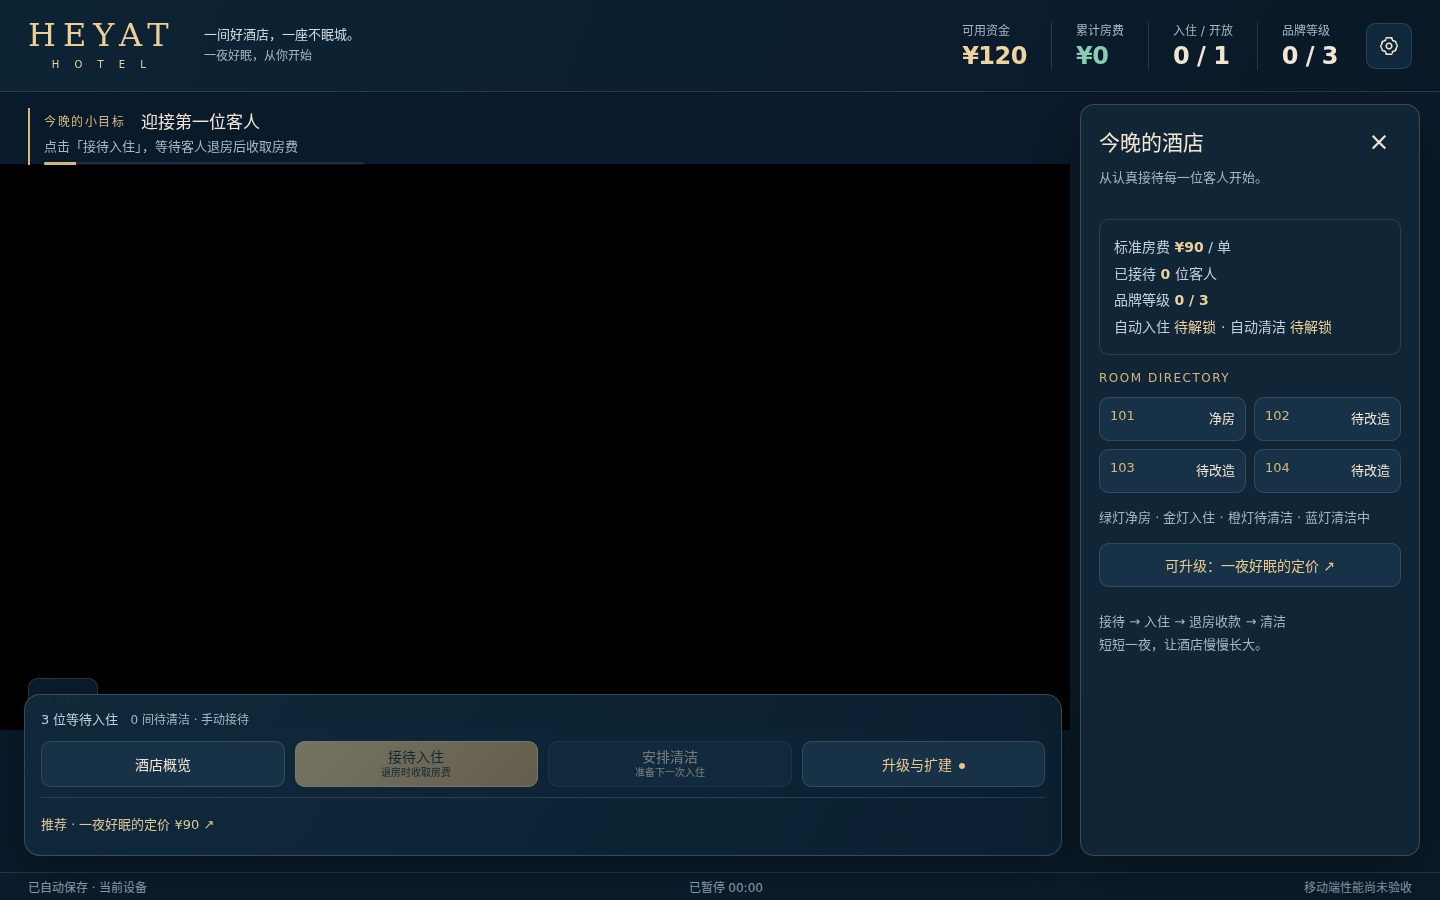 HEYAT
HOTEL
一间好酒店，一座不眠城。
一夜好眠，从你开始
可用资金
¥120
累计房费
¥0
入住 / 开放
0 / 1
品牌等级
0 / 3
今晚的小目标 迎接第一位客人
点击「接待入住」，等待客人退房后收取房费
今晚的酒店
从认真接待每一位客人开始。
标准房费 ¥90 / 单
已接待 0 位客人
品牌等级 0 / 3
自动入住 待解锁 · 自动清洁 待解锁
ROOM DIRECTORY
101 净房
102 待改造
103 待改造
104 待改造
绿灯净房 · 金灯入住 · 橙灯待清洁 · 蓝灯清洁中
可升级：一夜好眠的定价 ↗
接待 → 入住 → 退房收款 → 清洁
短短一夜，让酒店慢慢长大。
3 位等待入住 0 间待清洁 · 手动接待
酒店概览
接待入住
退房时收取房费
安排清洁
准备下一次入住
升级与扩建
推荐 · 一夜好眠的定价 ¥90 ↗
已自动保存 · 当前设备
已暂停 00:00
移动端性能尚未验收